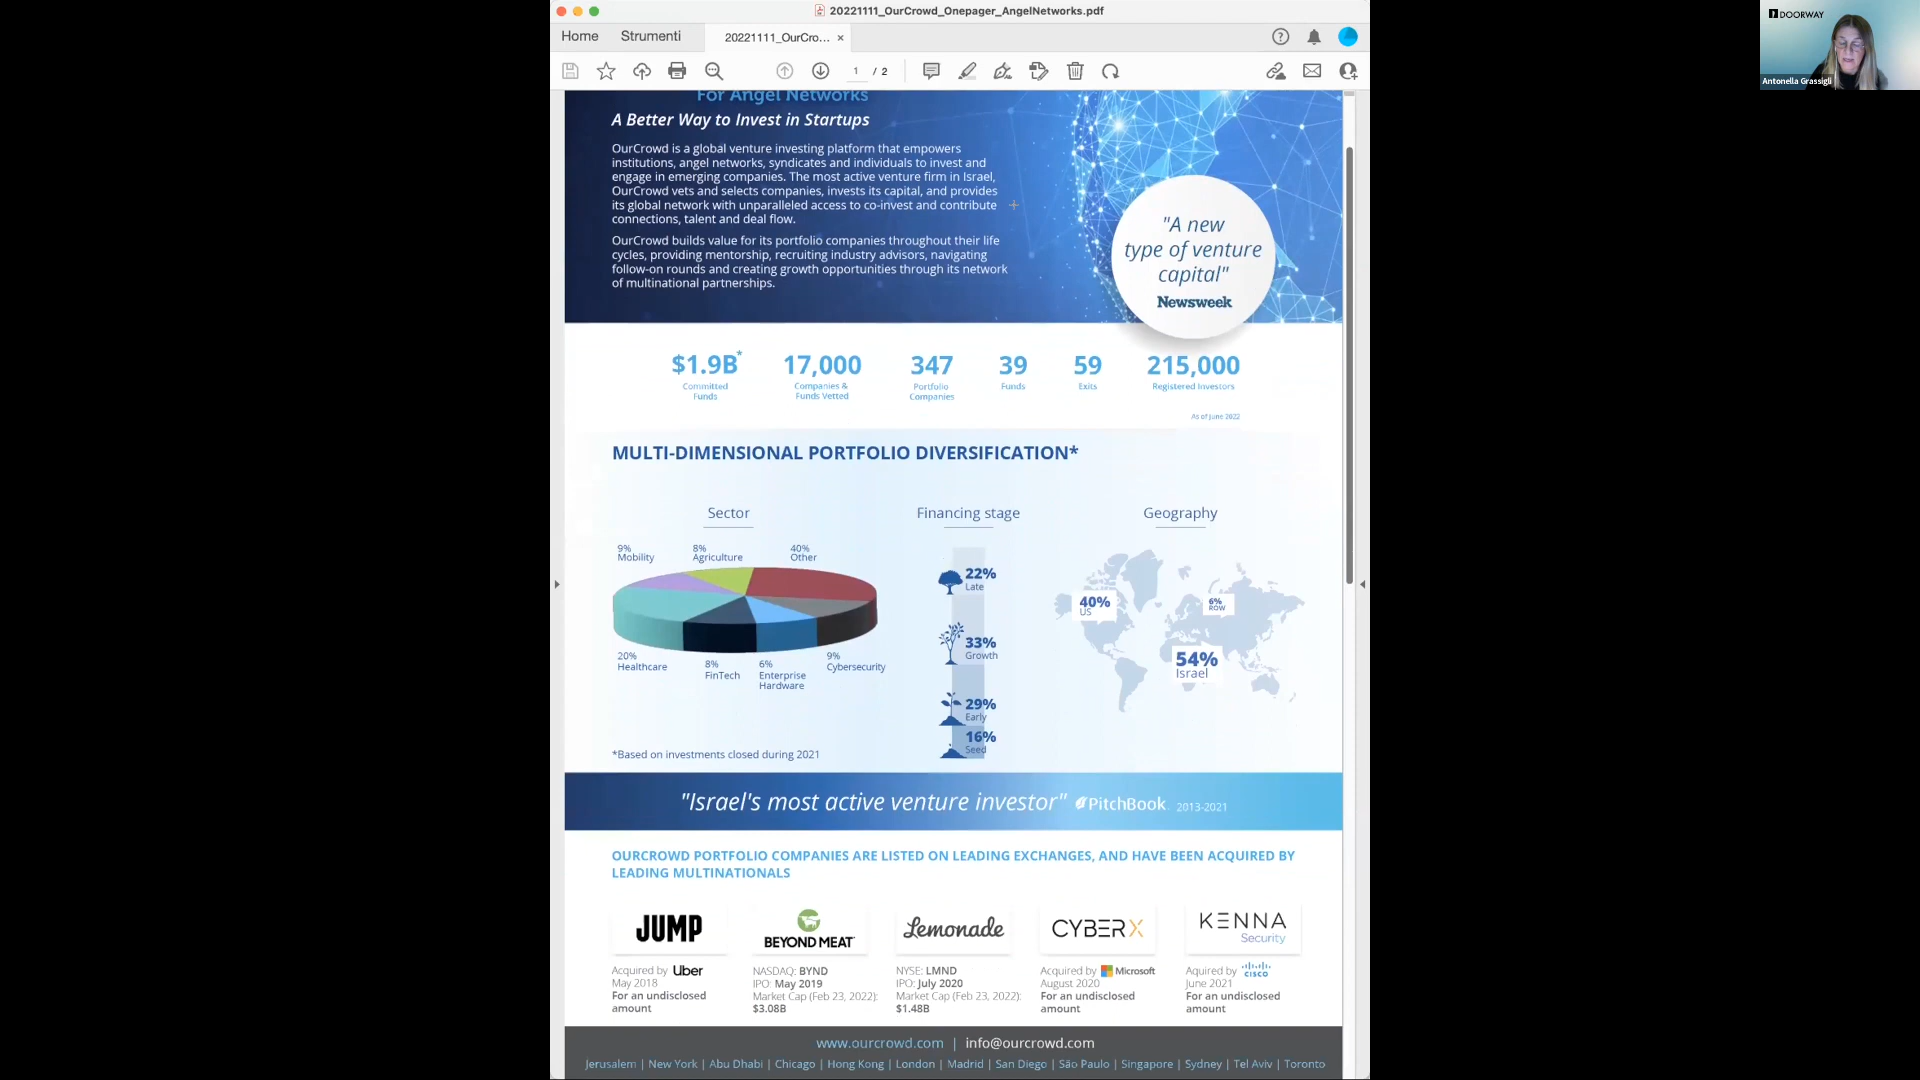 20221111_OurCrowd_Onepager_AngelNetworks.pdf
Home
Strumenti
20221111_OurCro... ×
1 / 2
DOORWAY
Antonella Grassigli
For Angel Networks
A Better Way to Invest in Startups
OurCrowd is a global venture investing platform that empowers
institutions, angel networks, syndicates and individuals to invest and
engage in emerging companies. The most active venture firm in Israel,
OurCrowd vets and selects companies, invests its capital, and provides
its global network with unparalleled access to co-invest and contribute
connections, talent and deal flow.
OurCrowd builds value for its portfolio companies throughout their life
cycles, providing mentorship, recruiting industry advisors, navigating
follow-on rounds and creating growth opportunities through its network
of multinational partnerships.
"A new
type of venture
capital"
Newsweek
$1.9B*
Committed
Funds
17,000
Companies &
Funds Vetted
347
Portfolio
Companies
39
Funds
59
Exits
215,000
Registered Investors
As of June 2022
MULTI-DIMENSIONAL PORTFOLIO DIVERSIFICATION*
Sector
9%
Mobility
8%
Agriculture
40%
Other
20%
Healthcare
8%
FinTech
6%
Enterprise
Hardware
9%
Cybersecurity
Financing stage
22%
Late
33%
Growth
29%
Early
16%
Seed
Geography
40%
US
6%
ROW
54%
Israel
*Based on investments closed during 2021
"Israel's most active venture investor" PitchBook 2013-2021
OURCROWD PORTFOLIO COMPANIES ARE LISTED ON LEADING EXCHANGES, AND HAVE BEEN ACQUIRED BY
LEADING MULTINATIONALS
JUMP
Acquired by Uber
May 2018
For an undisclosed
amount
BEYOND MEAT
NASDAQ: BYND
IPO: May 2019
Market Cap (Feb 23, 2022):
$3.08B
Lemonade
NYSE: LMND
IPO: July 2020
Market Cap (Feb 23, 2022):
$1.48B
CYBERX
Acquired by Microsoft
August 2020
For an undisclosed
amount
KENNA
Security
Aquired by CISCO
June 2021
For an undisclosed
amount
www.ourcrowd.com | info@ourcrowd.com
Jerusalem | New York | Abu Dhabi | Chicago | Hong Kong | London | Madrid | San Diego | São Paulo | Singapore | Sydney | Tel Aviv | Toronto